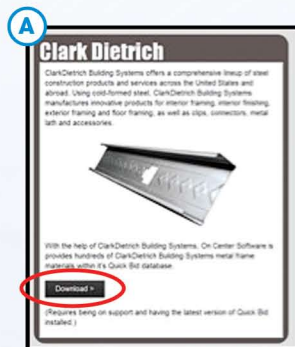 A
Clark Dietrich
ClarkDietrich Building Systems offers a comprehensive lineup of steel
construction products and services across the United States and
abroad. Using cold-formed steel, ClarkDietrich Building Systems
manufactures innovative products for interior framing, interior finishing,
exterior framing and floor framing, as well as clips, connectors, metal
lath and accessories.
With the help of ClarkDietrich Building Systems, On Center Software is
provides hundreds of ClarkDietrich Building Systems metal frame
materials within it's Quick Bid database.
Download >
(Requires being on support and having the latest version of Quick Bid
installed.)